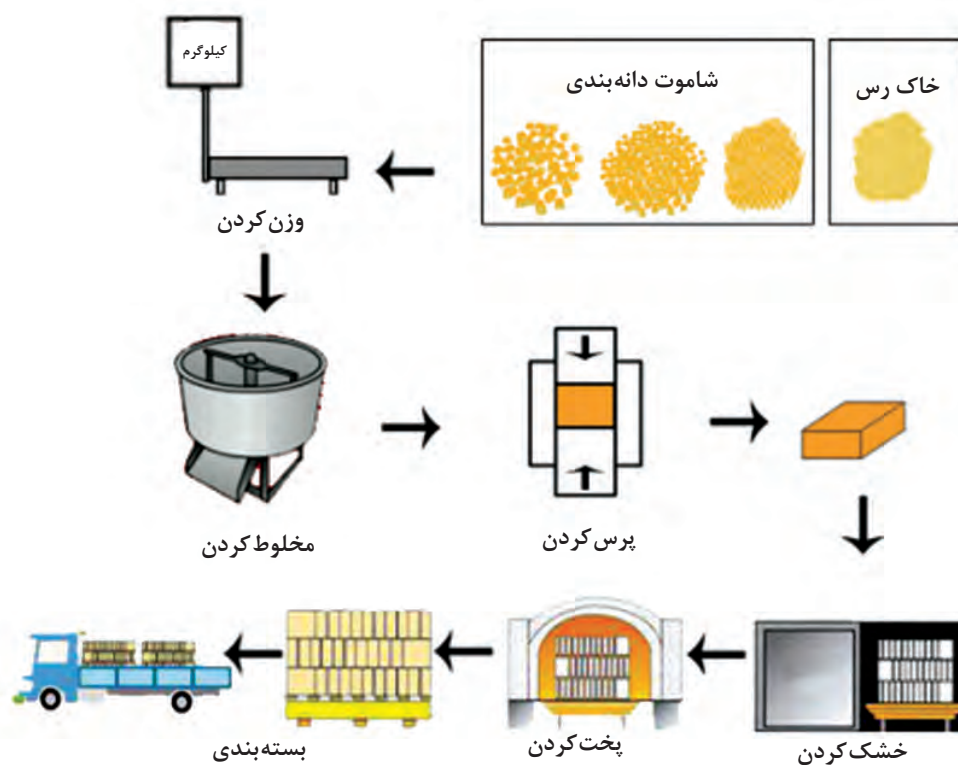 خاک رس
شاموت دانه‌بندی
کیلوگرم
وزن کردن
مخلوط کردن
پرس کردن
خشک کردن
پخت کردن
بسته‌بندی